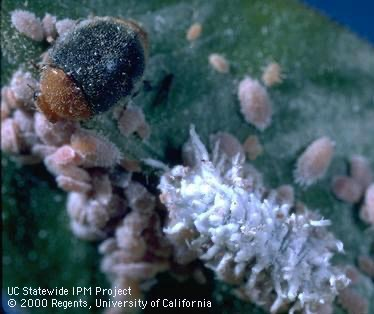 UC Statewide IPM Project
© 2000 Regents, University of California